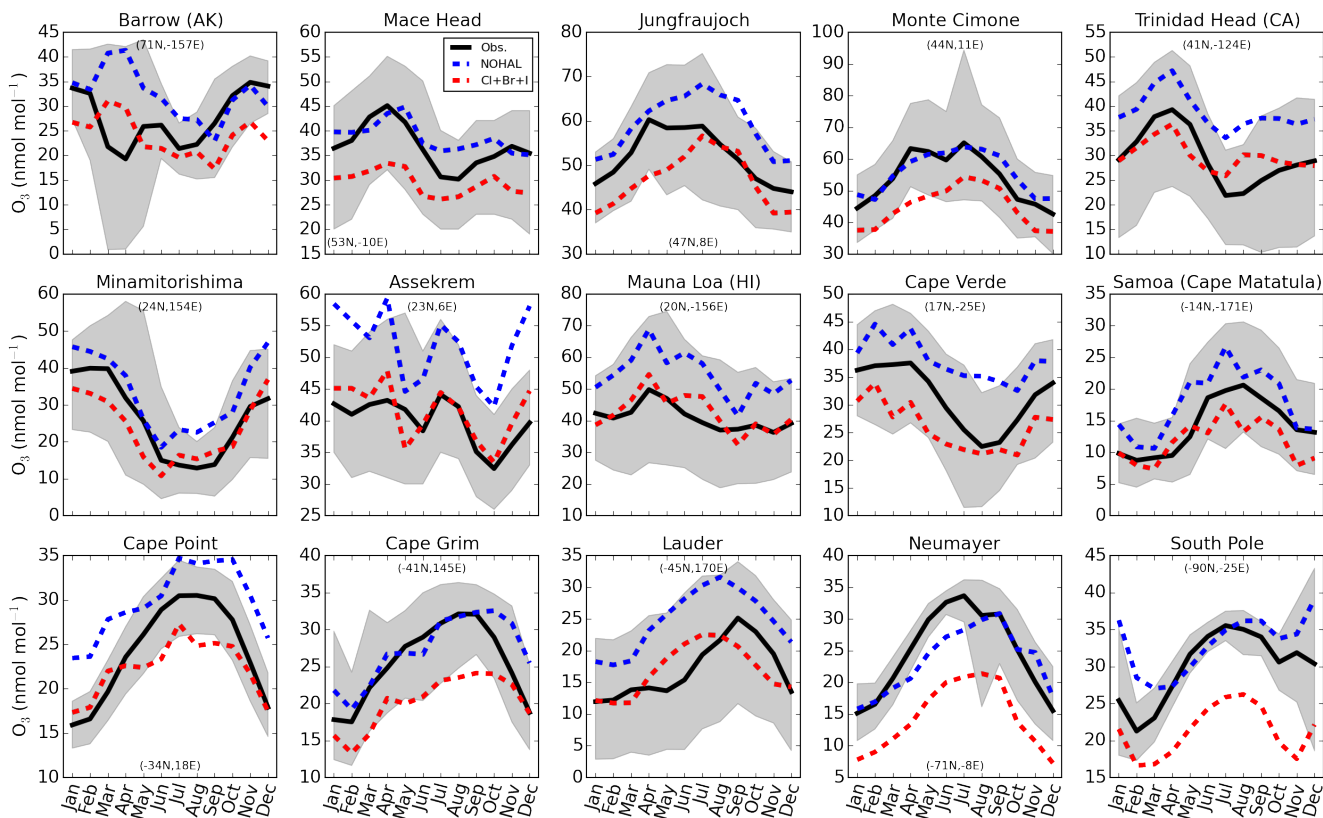 Barrow (AK)
Mace Head
Jungfraujoch
Monte Cimone
Trinidad Head (CA)
45
40
35
30
25
20
15
10
5
0
(71N,-157E)
60
55
50
45
40
35
30
25
20
15
Obs.
NOHAL
Cl+Br+I
(53N,-10E)
80
70
60
50
40
30
(47N,8E)
100
90
80
70
60
50
40
30
(44N,11E)
55
50
45
40
35
30
25
20
15
10
(41N,-124E)
O₃ (nmol mol⁻¹)
Minamitorishima
Assekrem
Mauna Loa (HI)
Cape Verde
Samoa (Cape Matatula)
60
50
40
30
20
10
0
(24N,154E)
60
55
50
45
40
35
30
25
(23N,6E)
80
70
60
50
40
30
20
10
(20N,-156E)
50
45
40
35
30
25
20
15
10
(17N,-25E)
35
30
25
20
15
10
5
0
(-14N,-171E)
O₃ (nmol mol⁻¹)
Cape Point
Cape Grim
Lauder
Neumayer
South Pole
35
30
25
20
15
10
(-34N,18E)
40
35
30
25
20
15
10
(-41N,145E)
35
30
25
20
15
10
5
0
(-45N,170E)
40
35
30
25
20
15
10
5
(-71N,-8E)
45
40
35
30
25
20
15
(-90N,-25E)
O₃ (nmol mol⁻¹)
Jan Feb Mar Apr May Jun Jul Aug Sep Oct Nov Dec
Jan Feb Mar Apr May Jun Jul Aug Sep Oct Nov Dec
Jan Feb Mar Apr May Jun Jul Aug Sep Oct Nov Dec
Jan Feb Mar Apr May Jun Jul Aug Sep Oct Nov Dec
Jan Feb Mar Apr May Jun Jul Aug Sep Oct Nov Dec